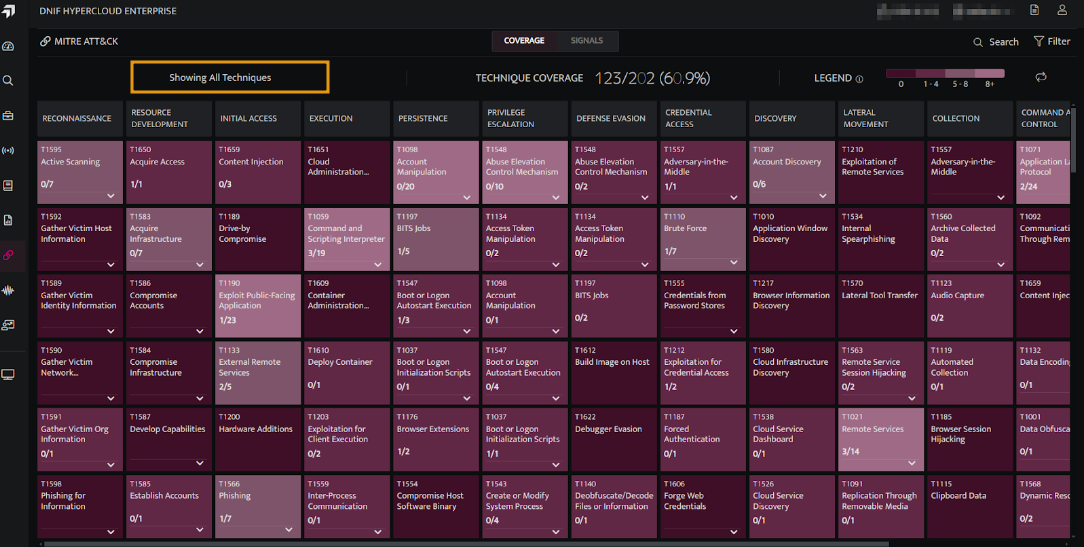 DNIF HYPERCLOUD ENTERPRISE
MITRE ATT&CK
COVERAGE
SIGNALS
Search
Filter
Showing All Techniques
TECHNIQUE COVERAGE
123/202 (60.9%)
LEGEND
0
1 - 4
5 - 8
8+
RECONNAISSANCE
RESOURCE
DEVELOPMENT
INITIAL ACCESS
EXECUTION
PERSISTENCE
PRIVILEGE
ESCALATION
DEFENSE EVASION
CREDENTIAL
ACCESS
DISCOVERY
LATERAL
MOVEMENT
COLLECTION
COMMAND A
CONTROL
T1595
Active Scanning
0/7
T1650
Acquire Access
1/1
T1659
Content Injection
0/3
T1651
Cloud
Administration...
T1098
Account
Manipulation
0/20
T1548
Abuse Elevation
Control Mechanism
0/10
T1548
Abuse Elevation
Control Mechanism
0/2
T1557
Adversary-in-the-
Middle
1/1
T1087
Account Discovery
0/6
T1210
Exploitation of
Remote Services
T1557
Adversary-in-the-
Middle
T1071
Application La
Protocol
2/24
T1592
Gather Victim Host
Information
T1583
Acquire
Infrastructure
0/7
T1189
Drive-by
Compromise
T1059
Command and
Scripting Interpreter
3/19
T1197
BITS Jobs
1/5
T1134
Access Token
Manipulation
0/2
T1134
Access Token
Manipulation
0/2
T1110
Brute Force
1/7
T1010
Application Window
Discovery
T1534
Internal
Spearphishing
T1560
Archive Collected
Data
0/2
T1092
Communication
Through Rem
T1589
Gather Victim
Identity Information
T1586
Compromise
Accounts
T1190
Exploit Public-Facing
Application
1/23
T1609
Container
Administration...
T1547
Boot or Logon
Autostart Execution
1/3
T1098
Account
Manipulation
0/1
T1197
BITS Jobs
0/2
T1555
Credentials from
Password Stores
T1217
Browser Information
Discovery
T1570
Lateral Tool Transfer
T1123
Audio Capture
0/2
T1659
Content Injec
T1590
Gather Victim
Network...
T1584
Compromise
Infrastructure
T1133
External Remote
Services
2/5
T1610
Deploy Container
0/1
T1037
Boot or Logon
Initialization Scripts
0/1
T1547
Boot or Logon
Autostart Execution
0/4
T1612
Build Image on Host
T1212
Exploitation for
Credential Access
1/2
T1580
Cloud Infrastructure
Discovery
T1563
Remote Service
Session Hijacking
0/2
T1119
Automated
Collection
0/1
T1132
Data Encodin
0/1
T1591
Gather Victim Org
Information
0/1
T1587
Develop Capabilities
T1200
Hardware Additions
T1203
Exploitation for
Client Execution
0/2
T1176
Browser Extensions
1/2
T1037
Boot or Logon
Initialization Scripts
1/1
T1622
Debugger Evasion
T1187
Forced
Authentication
0/1
T1538
Cloud Service
Dashboard
0/1
T1021
Remote Services
3/14
T1185
Browser Session
Hijacking
T1001
Data Obfusca
0/1
T1598
Phishing for
Information
T1585
Establish Accounts
0/1
T1566
Phishing
1/7
T1559
Inter-Process
Communication
0/1
T1554
Compromise Host
Software Binary
T1543
Create or Modify
System Process
0/4
T1140
Deobfuscate/Decode
Files or Information
0/1
T1606
Forge Web
Credentials
T1526
Cloud Service
Discovery
0/1
T1091
Replication Through
Removable Media
0/1
T1115
Clipboard Data
T1568
Dynamic Reso
0/2